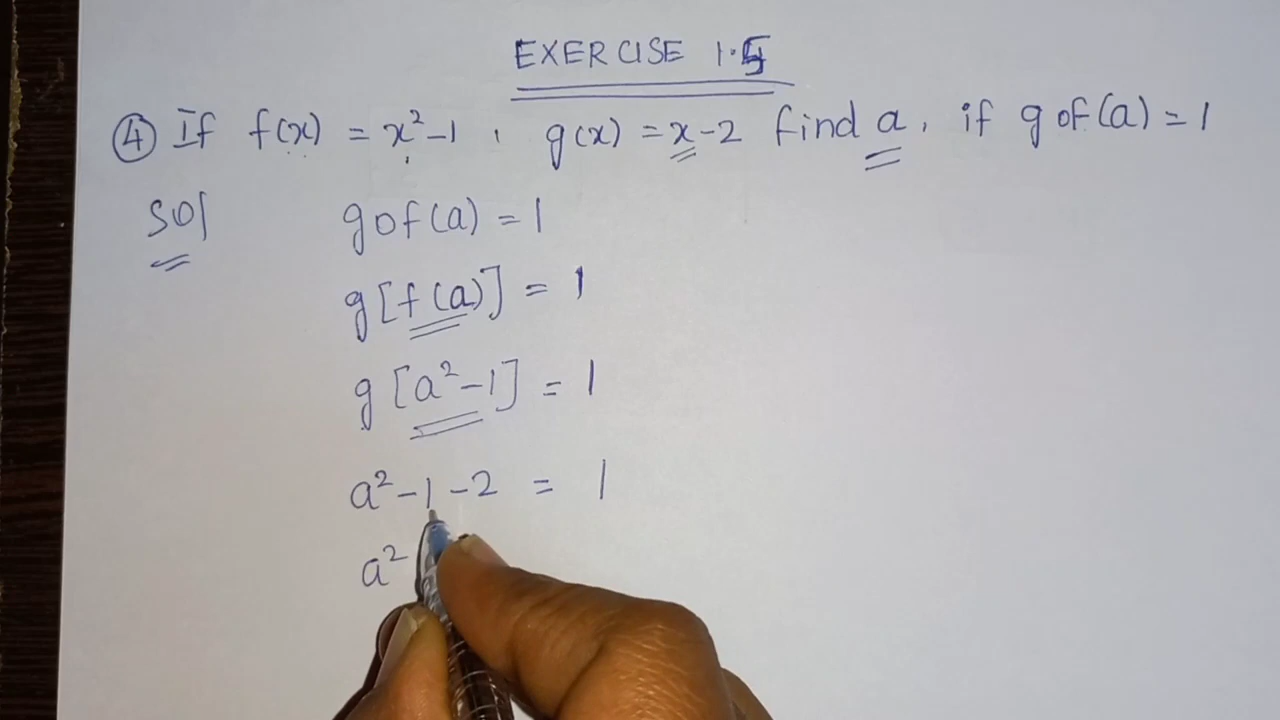 EXERCISE 1.5
④ If f(x) = x²-1, g(x) = x-2 find a, if gof(a) = 1
Sol
gof(a) = 1
g[f(a)] = 1
g[a²-1] = 1
a²-1-2 = 1
a²